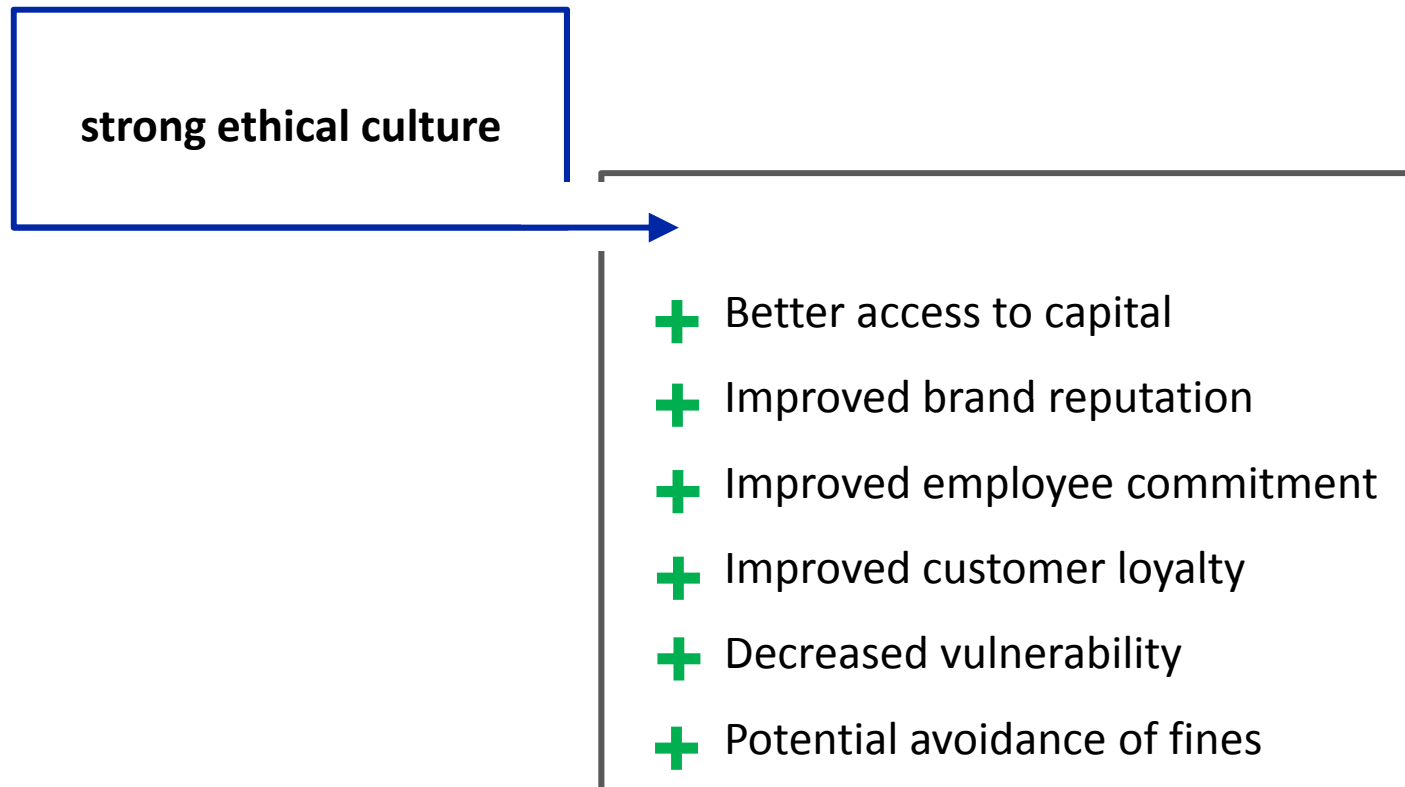 strong ethical culture
Better access to capital
Improved brand reputation
Improved employee commitment
Improved customer loyalty
Decreased vulnerability
Potential avoidance of fines